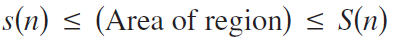 s(n) ≤ (Area of region) ≤ S(n)